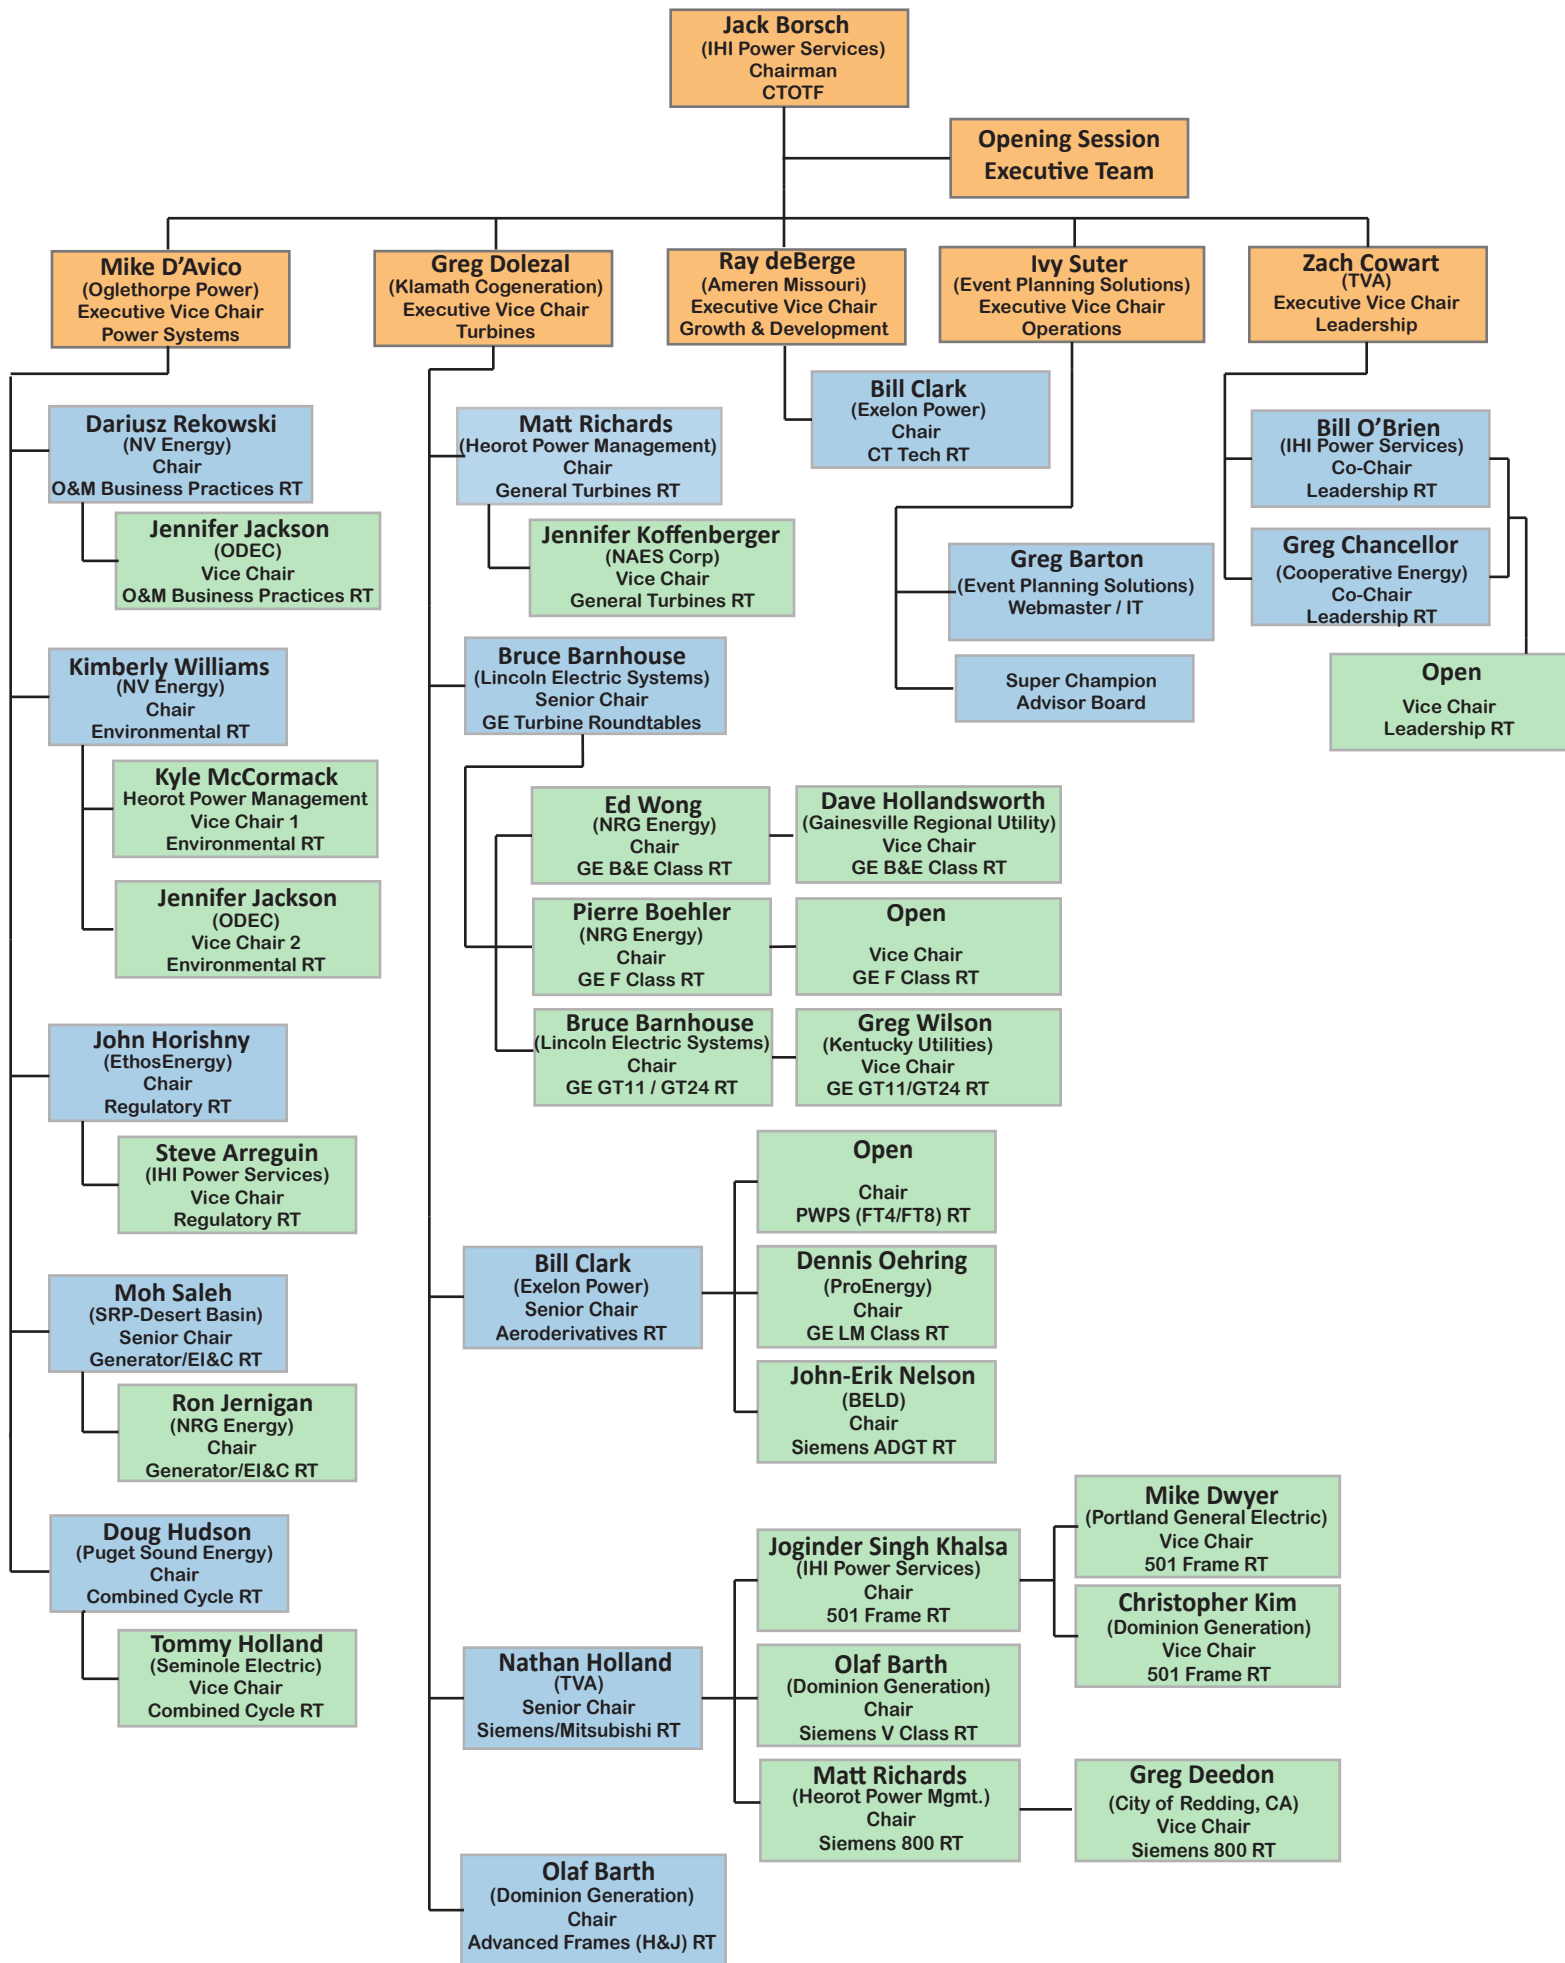 Jack Borsch
(IHI Power Services)
Chairman
CTOTF
Opening Session
Executive Team
Mike D'Avico
(Oglethorpe Power)
Executive Vice Chair
Power Systems
Greg Dolezal
(Klamath Cogeneration)
Executive Vice Chair
Turbines
Ray deBerge
(Ameren Missouri)
Executive Vice Chair
Growth & Development
Ivy Suter
(Event Planning Solutions)
Executive Vice Chair
Operations
Zach Cowart
(TVA)
Executive Vice Chair
Leadership
Dariusz Rekowski
(NV Energy)
Chair
O&M Business Practices RT
Jennifer Jackson
(ODEC)
Vice Chair
O&M Business Practices RT
Kimberly Williams
(NV Energy)
Chair
Environmental RT
Kyle McCormack
Heorot Power Management
Vice Chair 1
Environmental RT
Jennifer Jackson
(ODEC)
Vice Chair 2
Environmental RT
John Horishny
(EthosEnergy)
Chair
Regulatory RT
Steve Arreguin
(IHI Power Services)
Vice Chair
Regulatory RT
Moh Saleh
(SRP-Desert Basin)
Senior Chair
Generator/EI&C RT
Ron Jernigan
(NRG Energy)
Chair
Generator/EI&C RT
Doug Hudson
(Puget Sound Energy)
Chair
Combined Cycle RT
Tommy Holland
(Seminole Electric)
Vice Chair
Combined Cycle RT
Matt Richards
(Heorot Power Management)
Chair
General Turbines RT
Jennifer Koffenberger
(NAES Corp)
Vice Chair
General Turbines RT
Bruce Barnhouse
(Lincoln Electric Systems)
Senior Chair
GE Turbine Roundtables
Ed Wong
(NRG Energy)
Chair
GE B&E Class RT
Dave Hollandsworth
(Gainesville Regional Utility)
Vice Chair
GE B&E Class RT
Pierre Boehler
(NRG Energy)
Chair
GE F Class RT
Open
Vice Chair
GE F Class RT
Bruce Barnhouse
(Lincoln Electric Systems)
Chair
GE GT11 / GT24 RT
Greg Wilson
(Kentucky Utilities)
Vice Chair
GE GT11/GT24 RT
Bill Clark
(Exelon Power)
Senior Chair
Aeroderivatives RT
Open
Chair
PWPS (FT4/FT8) RT
Dennis Oehring
(ProEnergy)
Chair
GE LM Class RT
John-Erik Nelson
(BELD)
Chair
Siemens ADGT RT
Nathan Holland
(TVA)
Senior Chair
Siemens/Mitsubishi RT
Joginder Singh Khalsa
(IHI Power Services)
Chair
501 Frame RT
Mike Dwyer
(Portland General Electric)
Vice Chair
501 Frame RT
Christopher Kim
(Dominion Generation)
Vice Chair
501 Frame RT
Olaf Barth
(Dominion Generation)
Chair
Siemens V Class RT
Matt Richards
(Heorot Power Mgmt.)
Chair
Siemens 800 RT
Greg Deedon
(City of Redding, CA)
Vice Chair
Siemens 800 RT
Olaf Barth
(Dominion Generation)
Chair
Advanced Frames (H&J) RT
Bill Clark
(Exelon Power)
Chair
CT Tech RT
Greg Barton
(Event Planning Solutions)
Webmaster / IT
Super Champion
Advisor Board
Bill O'Brien
(IHI Power Services)
Co-Chair
Leadership RT
Greg Chancellor
(Cooperative Energy)
Co-Chair
Leadership RT
Open
Vice Chair
Leadership RT